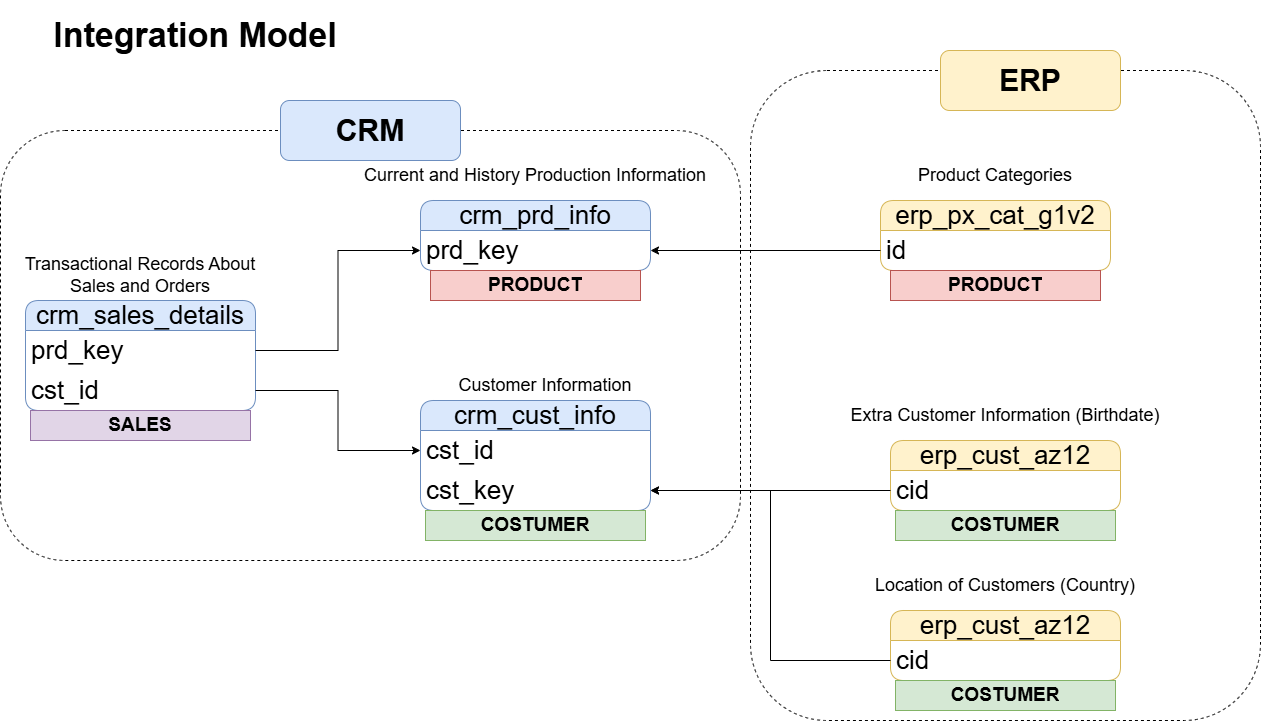 Integration Model
CRM
Current and History Production Information
crm_prd_info
prd_key
PRODUCT
Transactional Records About
Sales and Orders
crm_sales_details
prd_key
cst_id
SALES
Customer Information
crm_cust_info
cst_id
cst_key
COSTUMER
ERP
Product Categories
erp_px_cat_g1v2
id
PRODUCT
Extra Customer Information (Birthdate)
erp_cust_az12
cid
COSTUMER
Location of Customers (Country)
erp_cust_az12
cid
COSTUMER